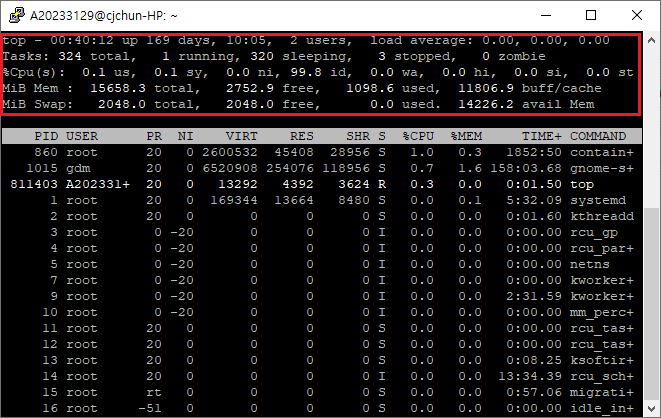 A20233129@cjchun-HP: ~
top - 00:40:12 up 169 days, 10:05,  2 users,  load average: 0.00, 0.00, 0.00
Tasks: 324 total,   1 running, 320 sleeping,   3 stopped,   0 zombie
%Cpu(s):  0.1 us,  0.1 sy,  0.0 ni, 99.8 id,  0.0 wa,  0.0 hi,  0.0 si,  0.0 st
MiB Mem :  15658.3 total,   2752.9 free,   1098.6 used,  11806.9 buff/cache
MiB Swap:   2048.0 total,   2048.0 free,      0.0 used.  14226.2 avail Mem
PID USER      PR  NI    VIRT    RES    SHR S  %CPU  %MEM     TIME+ COMMAND
860 root      20   0 2600532  45408  28956 S   1.0   0.3   1852:50 contain+
1015 gdm       20   0 6520908 254076 118956 S   0.7   1.6 158:03.68 gnome-s+
811403 A202331+  20   0   13292   4392   3624 R   0.3   0.0   0:01.50 top
1 root      20   0  169344  13664   8480 S   0.0   0.1   5:32.09 systemd
2 root      20   0       0      0      0 S   0.0   0.0   0:01.60 kthreadd
3 root       0 -20       0      0      0 I   0.0   0.0   0:00.00 rcu_gp
4 root       0 -20       0      0      0 I   0.0   0.0   0:00.00 rcu_par+
5 root       0 -20       0      0      0 I   0.0   0.0   0:00.00 netns
7 root       0 -20       0      0      0 I   0.0   0.0   0:00.00 kworker+
9 root       0 -20       0      0      0 I   0.0   0.0   2:31.59 kworker+
10 root       0 -20       0      0      0 I   0.0   0.0   0:00.00 mm_perc+
11 root      20   0       0      0      0 S   0.0   0.0   0:00.00 rcu_tas+
12 root      20   0       0      0      0 S   0.0   0.0   0:00.00 rcu_tas+
13 root      20   0       0      0      0 S   0.0   0.0   0:08.25 ksoftir+
14 root      20   0       0      0      0 I   0.0   0.0  13:34.39 rcu_sch+
15 root      rt   0       0      0      0 S   0.0   0.0   0:57.06 migrati+
16 root     -51   0       0      0      0 S   0.0   0.0   0:00.00 idle_in+